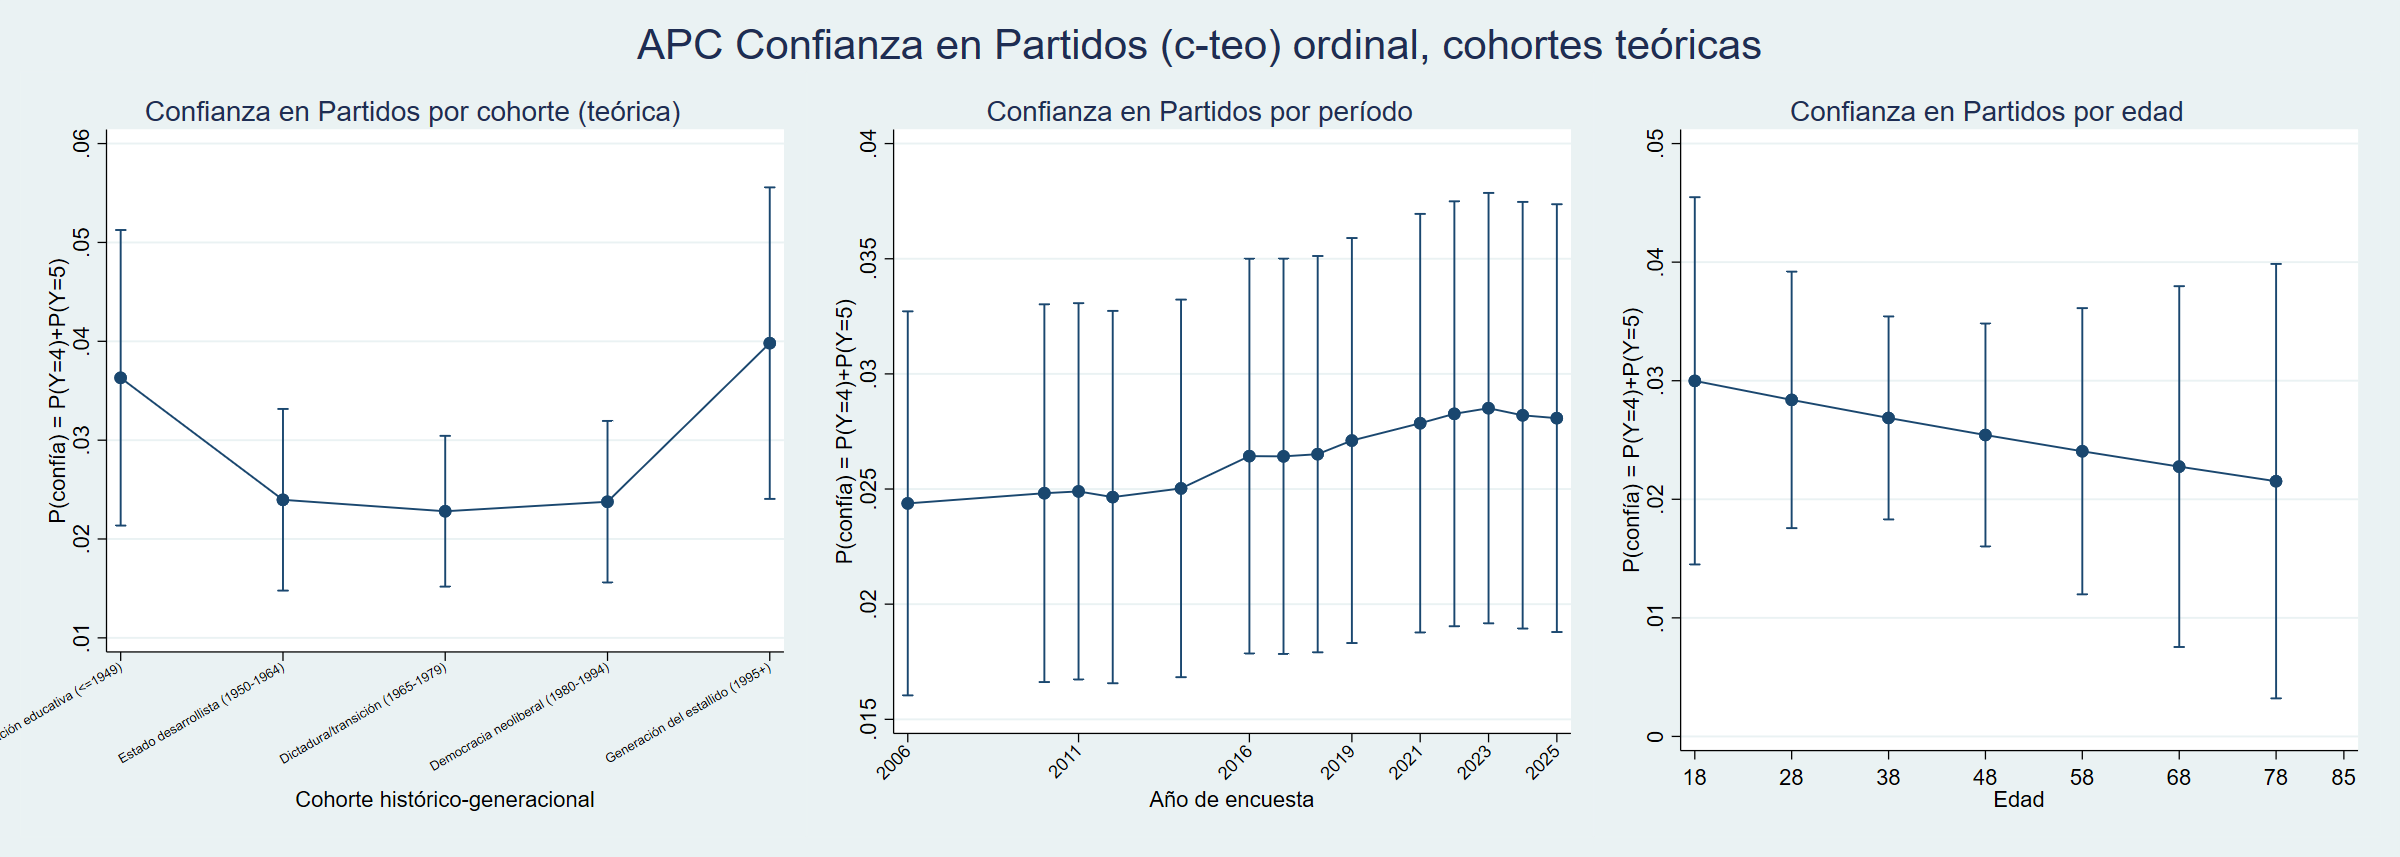 APC Confianza en Partidos (c-teo) ordinal, cohortes teóricas
Confianza en Partidos por cohorte (teórica)
P(confía) = P(Y=4)+P(Y=5)
.06
.05
.04
.03
.02
.01
ción educativa (<=1949)
Estado desarrollista (1950-1964)
Dictadura/transición (1965-1979)
Democracia neoliberal (1980-1994)
Generación del estallido (1995+)
Cohorte histórico-generacional
Confianza en Partidos por período
P(confía) = P(Y=4)+P(Y=5)
.04
.035
.03
.025
.02
.015
2006
2011
2016
2019
2021
2023
2025
Año de encuesta
Confianza en Partidos por edad
P(confía) = P(Y=4)+P(Y=5)
.05
.04
.03
.02
.01
0
18
28
38
48
58
68
78
85
Edad